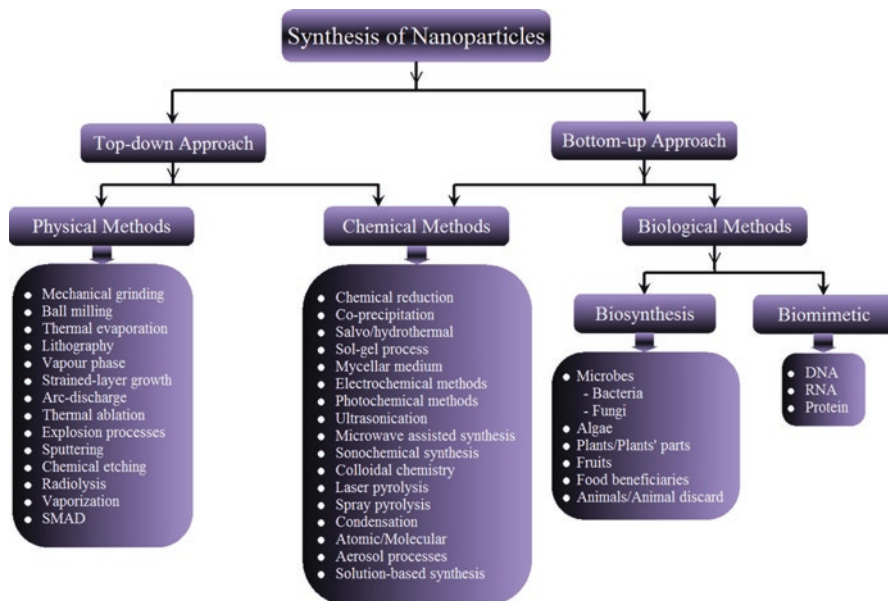 Synthesis of Nanoparticles
Top-down Approach
Bottom-up Approach
Physical Methods
Chemical Methods
Biological Methods
Mechanical grinding
Ball milling
Thermal evaporation
Lithography
Vapour phase
Strained-layer growth
Arc-discharge
Thermal ablation
Explosion processes
Sputtering
Chemical etching
Radiolysis
Vaporization
SMAD
Chemical reduction
Co-precipitation
Salvo/hydrothermal
Sol-gel process
Mycellar medium
Electrochemical methods
Photochemical methods
Ultrasonication
Microwave assisted synthesis
Sonochemical synthesis
Colloidal chemistry
Laser pyrolysis
Spray pyrolysis
Condensation
Atomic/Molecular
Aerosol processes
Solution-based synthesis
Biosynthesis
Biomimetic
Microbes
- Bacteria
- Fungi
Algae
Plants/Plants' parts
Fruits
Food beneficiaries
Animals/Animal discard
DNA
RNA
Protein